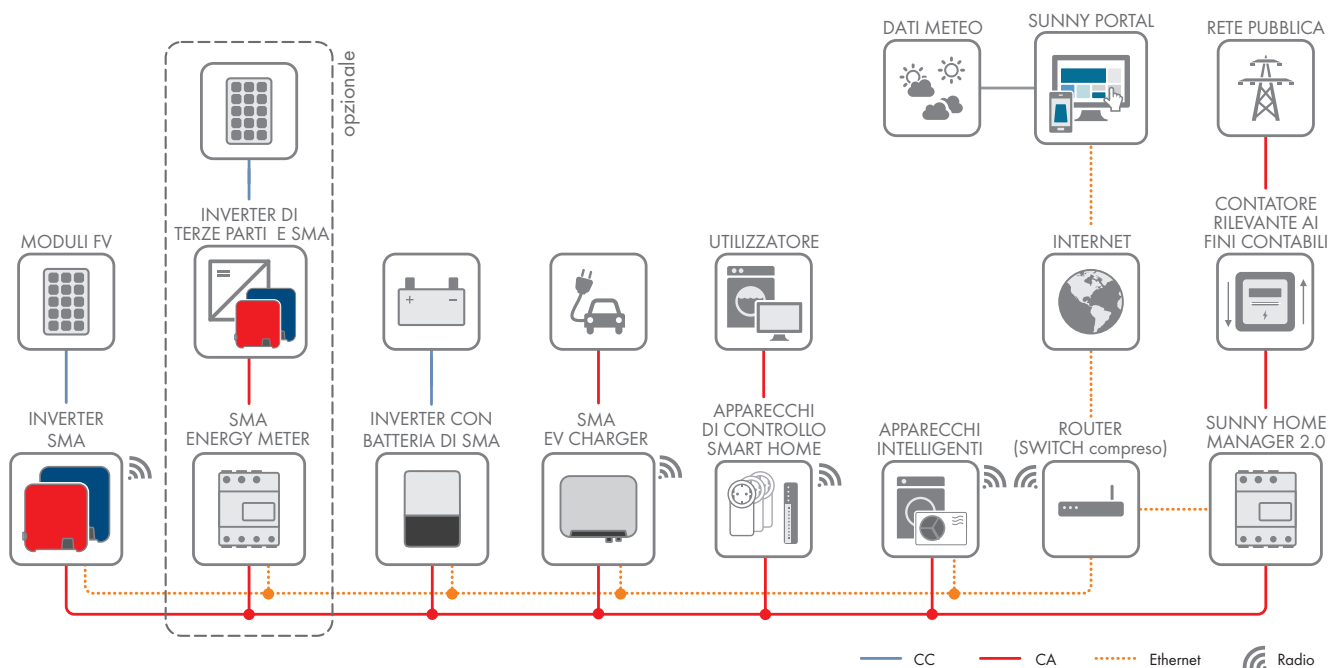 DATI METEO
SUNNY PORTAL
RETE PUBBLICA
opzionale
INVERTER DI
TERZE PARTI E SMA
MODULI FV
UTILIZZATORE
INTERNET
CONTATORE
RILEVANTE AI
FINI CONTABILI
+ −
INVERTER
SMA
SMA
ENERGY METER
INVERTER CON
BATTERIA DI SMA
SMA
EV CHARGER
APPARECCHI
DI CONTROLLO
SMART HOME
APPARECCHI
INTELLIGENTI
ROUTER
(SWITCH compreso)
SUNNY HOME
MANAGER 2.0
CC
CA
Ethernet
Radio